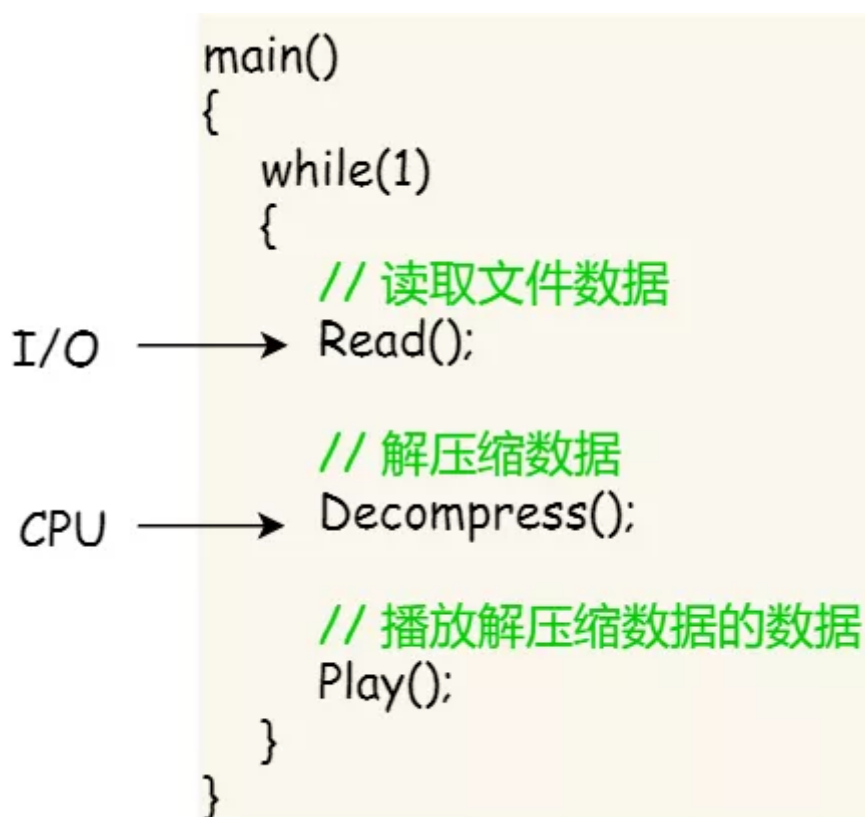 main()
{
while(1)
{
// 读取文件数据
I/O
Read();
// 解压缩数据
CPU
Decompress();
// 播放解压缩数据的数据
Play();
}
}